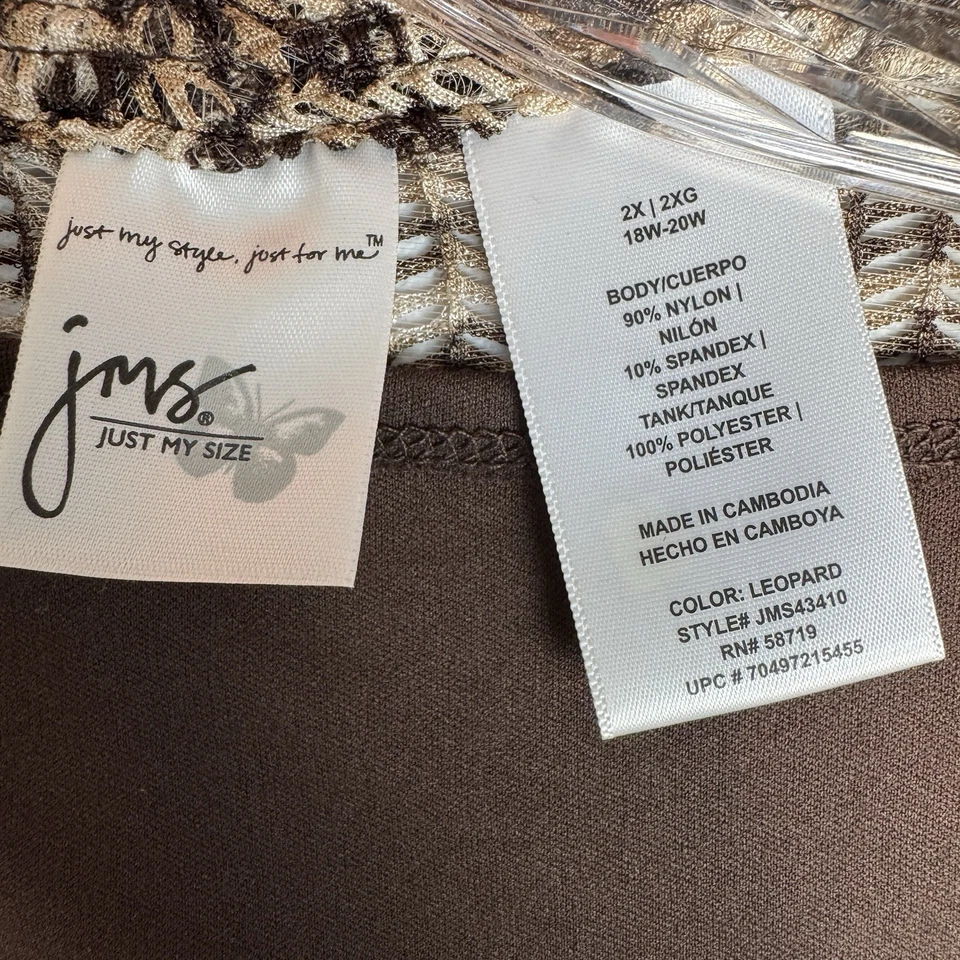 just my style, just for me™
jms®
JUST MY SIZE
2X | 2XG
18W-20W
BODY/CUERPO
90% NYLON |
NILÓN
10% SPANDEX |
SPANDEX
TANK/TANQUE
100% POLYESTER |
POLIÉSTER
MADE IN CAMBODIA
HECHO EN CAMBOYA
COLOR: LEOPARD
STYLE# JMS43410
RN# 58719
UPC # 70497215455